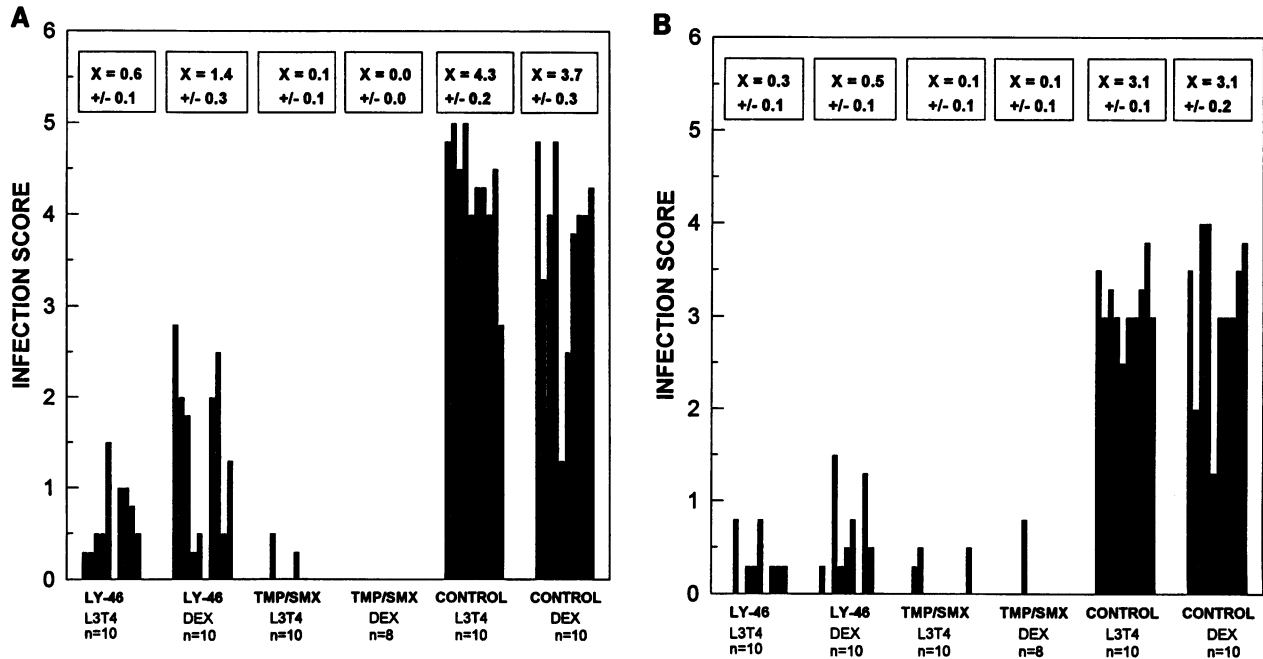 A
INFECTION SCORE
6
5
4
3
2
1
0
X = 0.6
+/- 0.1
X = 1.4
+/- 0.3
X = 0.1
+/- 0.1
X = 0.0
+/- 0.0
X = 4.3
+/- 0.2
X = 3.7
+/- 0.3
LY-46
L3T4
n=10
LY-46
DEX
n=10
TMP/SMX
L3T4
n=10
TMP/SMX
DEX
n=8
CONTROL
L3T4
n=10
CONTROL
DEX
n=10
B
INFECTION SCORE
6
5
4
3
2
1
0
X = 0.3
+/- 0.1
X = 0.5
+/- 0.1
X = 0.1
+/- 0.1
X = 0.1
+/- 0.1
X = 3.1
+/- 0.1
X = 3.1
+/- 0.2
LY-46
L3T4
n=10
LY-46
DEX
n=10
TMP/SMX
L3T4
n=10
TMP/SMX
DEX
n=8
CONTROL
L3T4
n=10
CONTROL
DEX
n=10